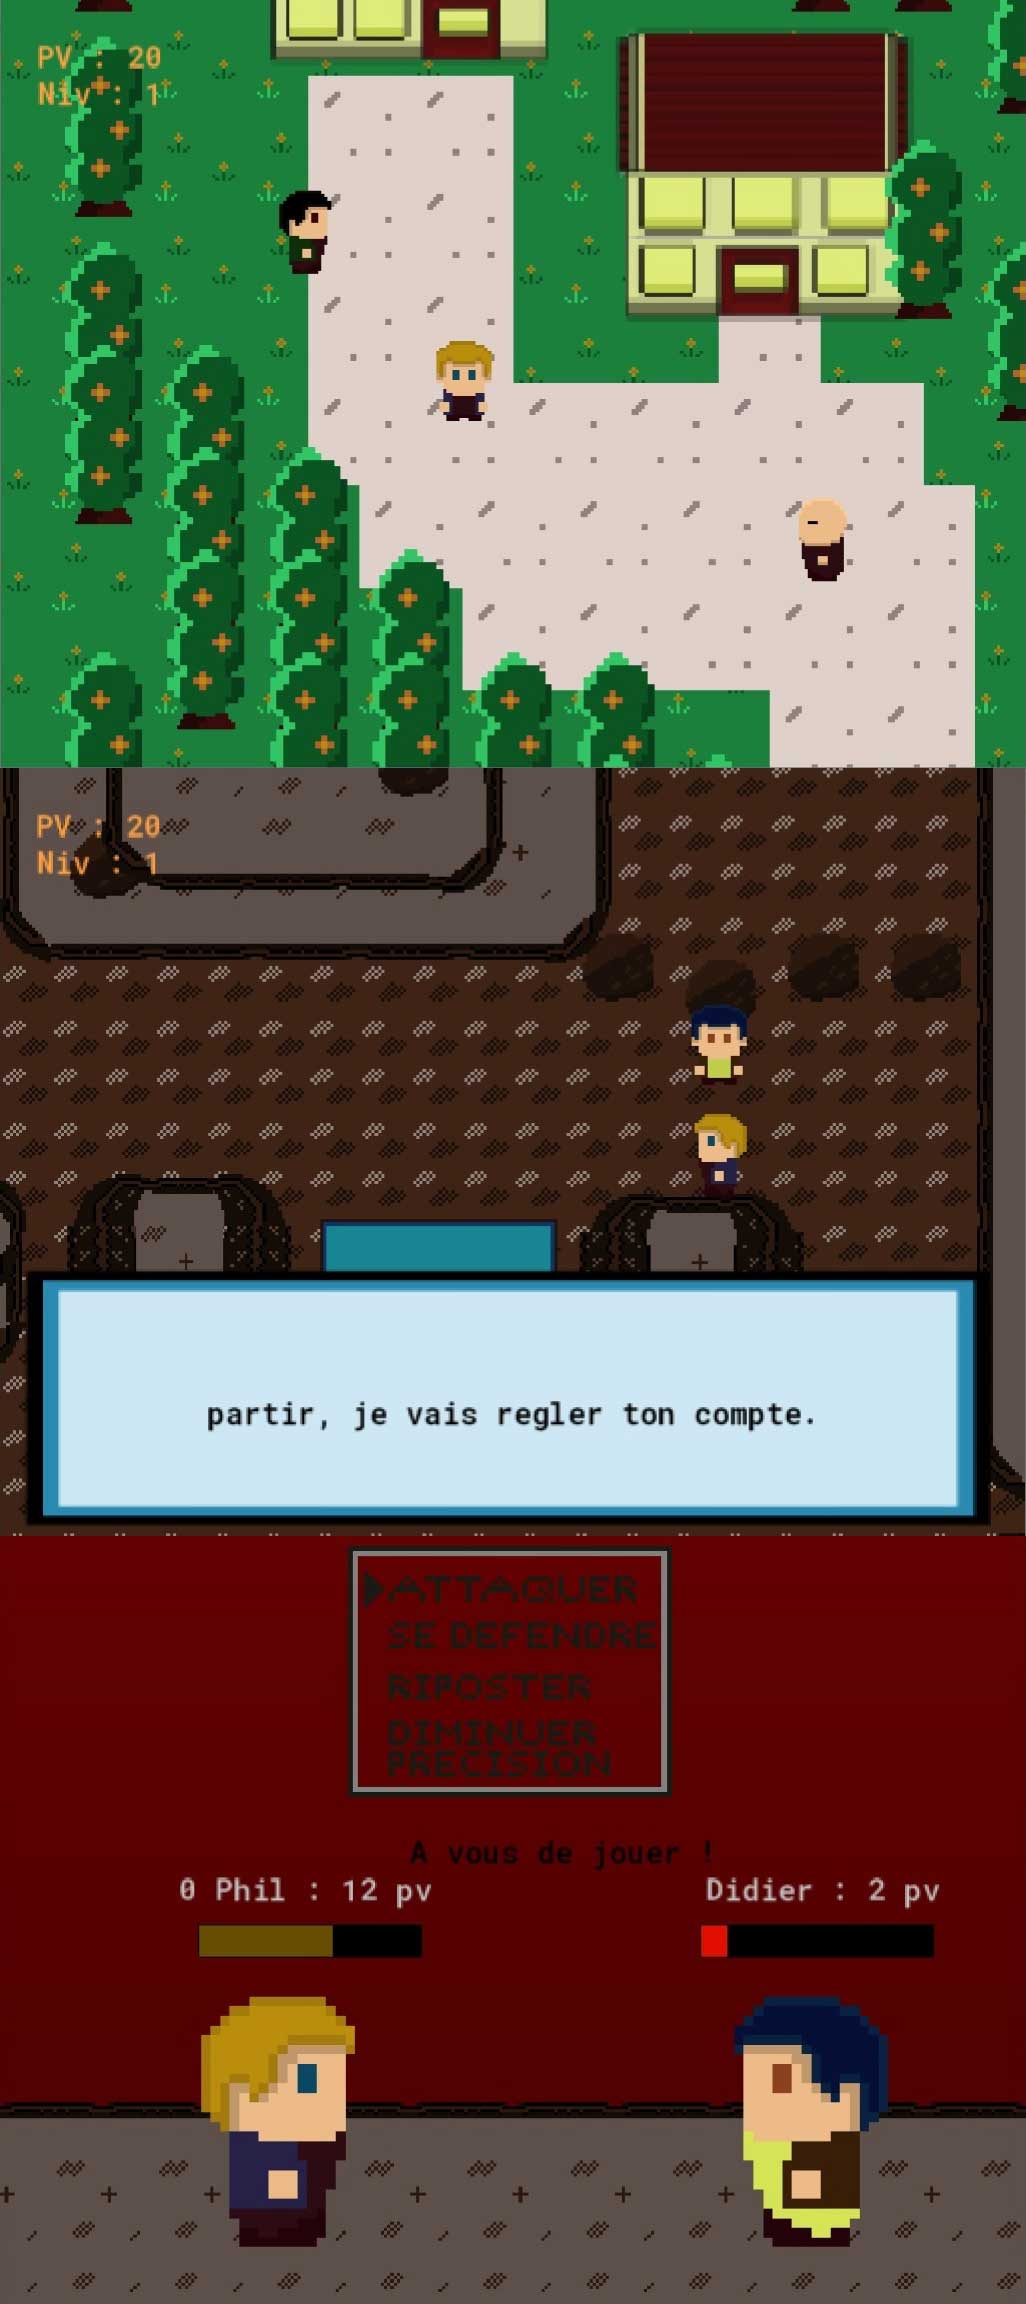 PV : 20
Niv : 1
PV : 20
Niv : 1
partir, je vais regler ton compte.
ATTAQUER
SE DEFENDRE
RIPOSTER
DIMINUER
PRECISION
A vous de jouer !
0 Phil : 12 pv
Didier : 2 pv